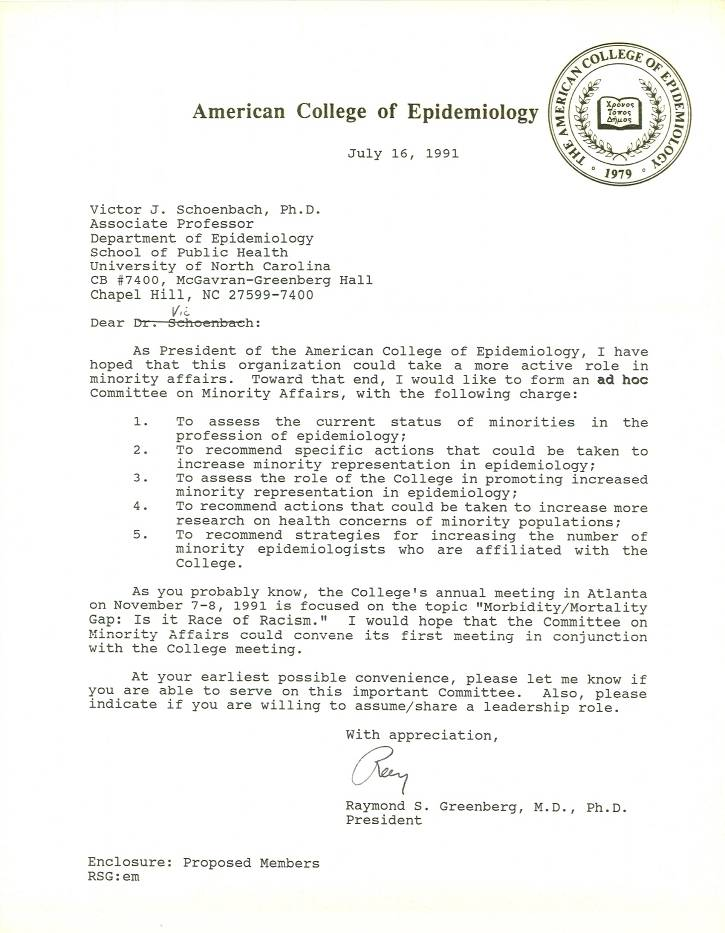 American College of Epidemiology
THE AMERICAN COLLEGE OF EPIDEMIOLOGY
Χρόνος
Τόπος
Δῆμος
1979
July 16, 1991
Victor J. Schoenbach, Ph.D.
Associate Professor
Department of Epidemiology
School of Public Health
University of North Carolina
CB #7400, McGavran-Greenberg Hall
Chapel Hill, NC 27599-7400
Vic
Dear Dr. Schoenbach:
As President of the American College of Epidemiology, I have
hoped that this organization could take a more active role in
minority affairs. Toward that end, I would like to form an ad hoc
Committee on Minority Affairs, with the following charge:
1. To assess the current status of minorities in the
profession of epidemiology;
2. To recommend specific actions that could be taken to
increase minority representation in epidemiology;
3. To assess the role of the College in promoting increased
minority representation in epidemiology;
4. To recommend actions that could be taken to increase more
research on health concerns of minority populations;
5. To recommend strategies for increasing the number of
minority epidemiologists who are affiliated with the
College.
As you probably know, the College's annual meeting in Atlanta
on November 7-8, 1991 is focused on the topic "Morbidity/Mortality
Gap: Is it Race of Racism." I would hope that the Committee on
Minority Affairs could convene its first meeting in conjunction
with the College meeting.
At your earliest possible convenience, please let me know if
you are able to serve on this important Committee. Also, please
indicate if you are willing to assume/share a leadership role.
With appreciation,
Raymond S. Greenberg, M.D., Ph.D.
President
Enclosure: Proposed Members
RSG:em